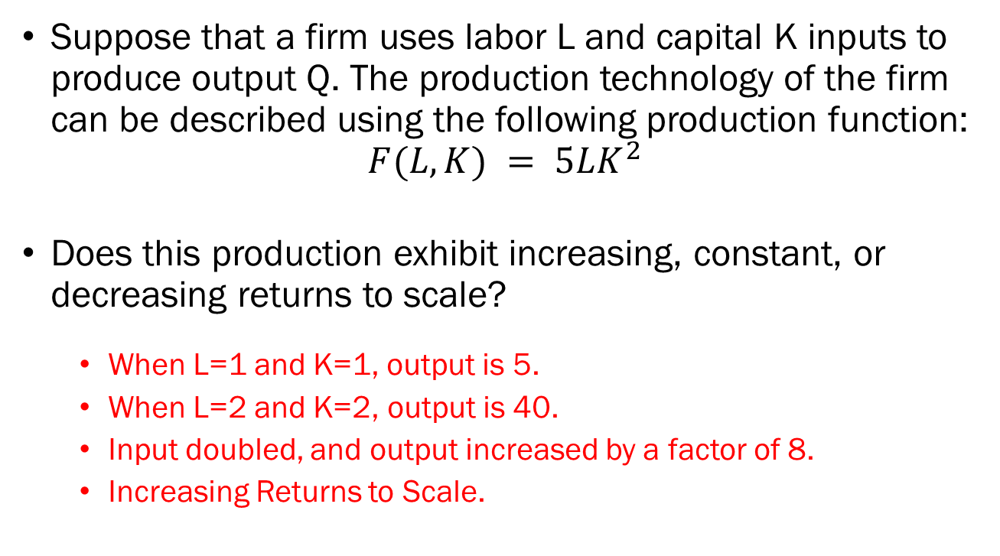 • Suppose that a firm uses labor L and capital K inputs to
produce output Q. The production technology of the firm
can be described using the following production function:
F(L, K) = 5LK²
• Does this production exhibit increasing, constant, or
decreasing returns to scale?
• When L=1 and K=1, output is 5.
• When L=2 and K=2, output is 40.
• Input doubled, and output increased by a factor of 8.
• Increasing Returns to Scale.